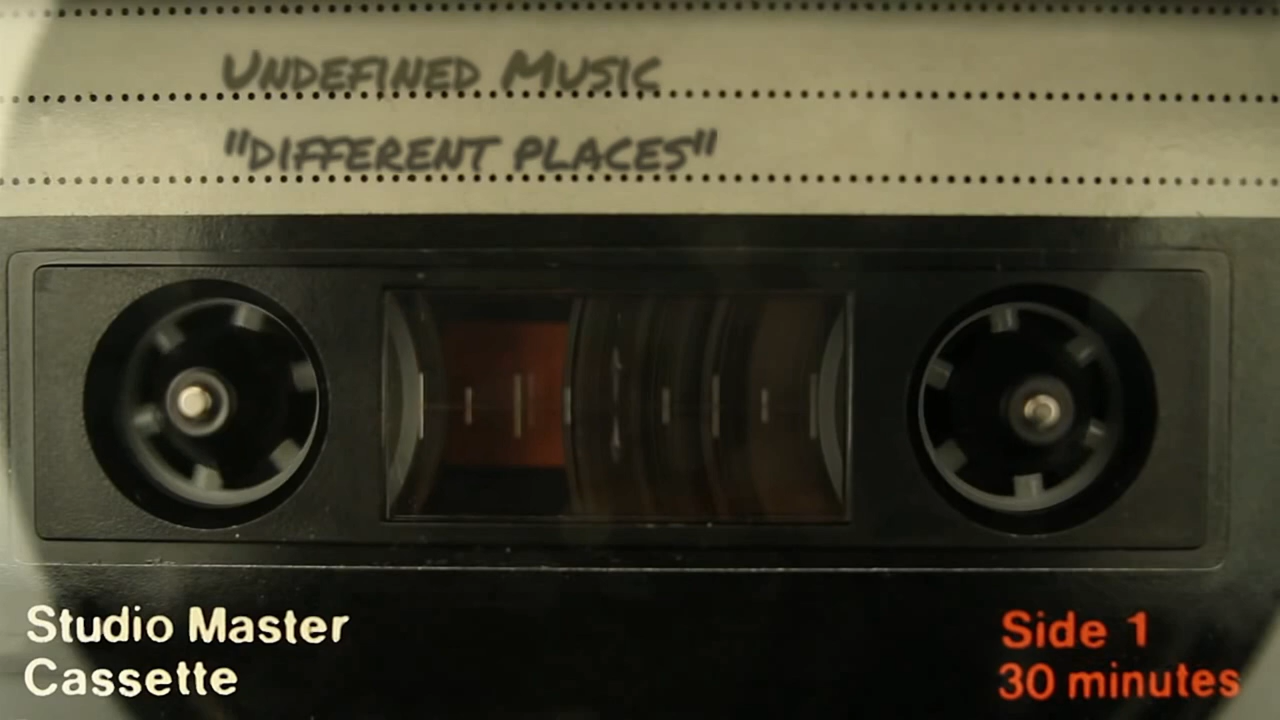 UNDEFINED MUSIC
"DIFFERENT PLACES"
Studio Master
Cassette
Side 1
30 minutes